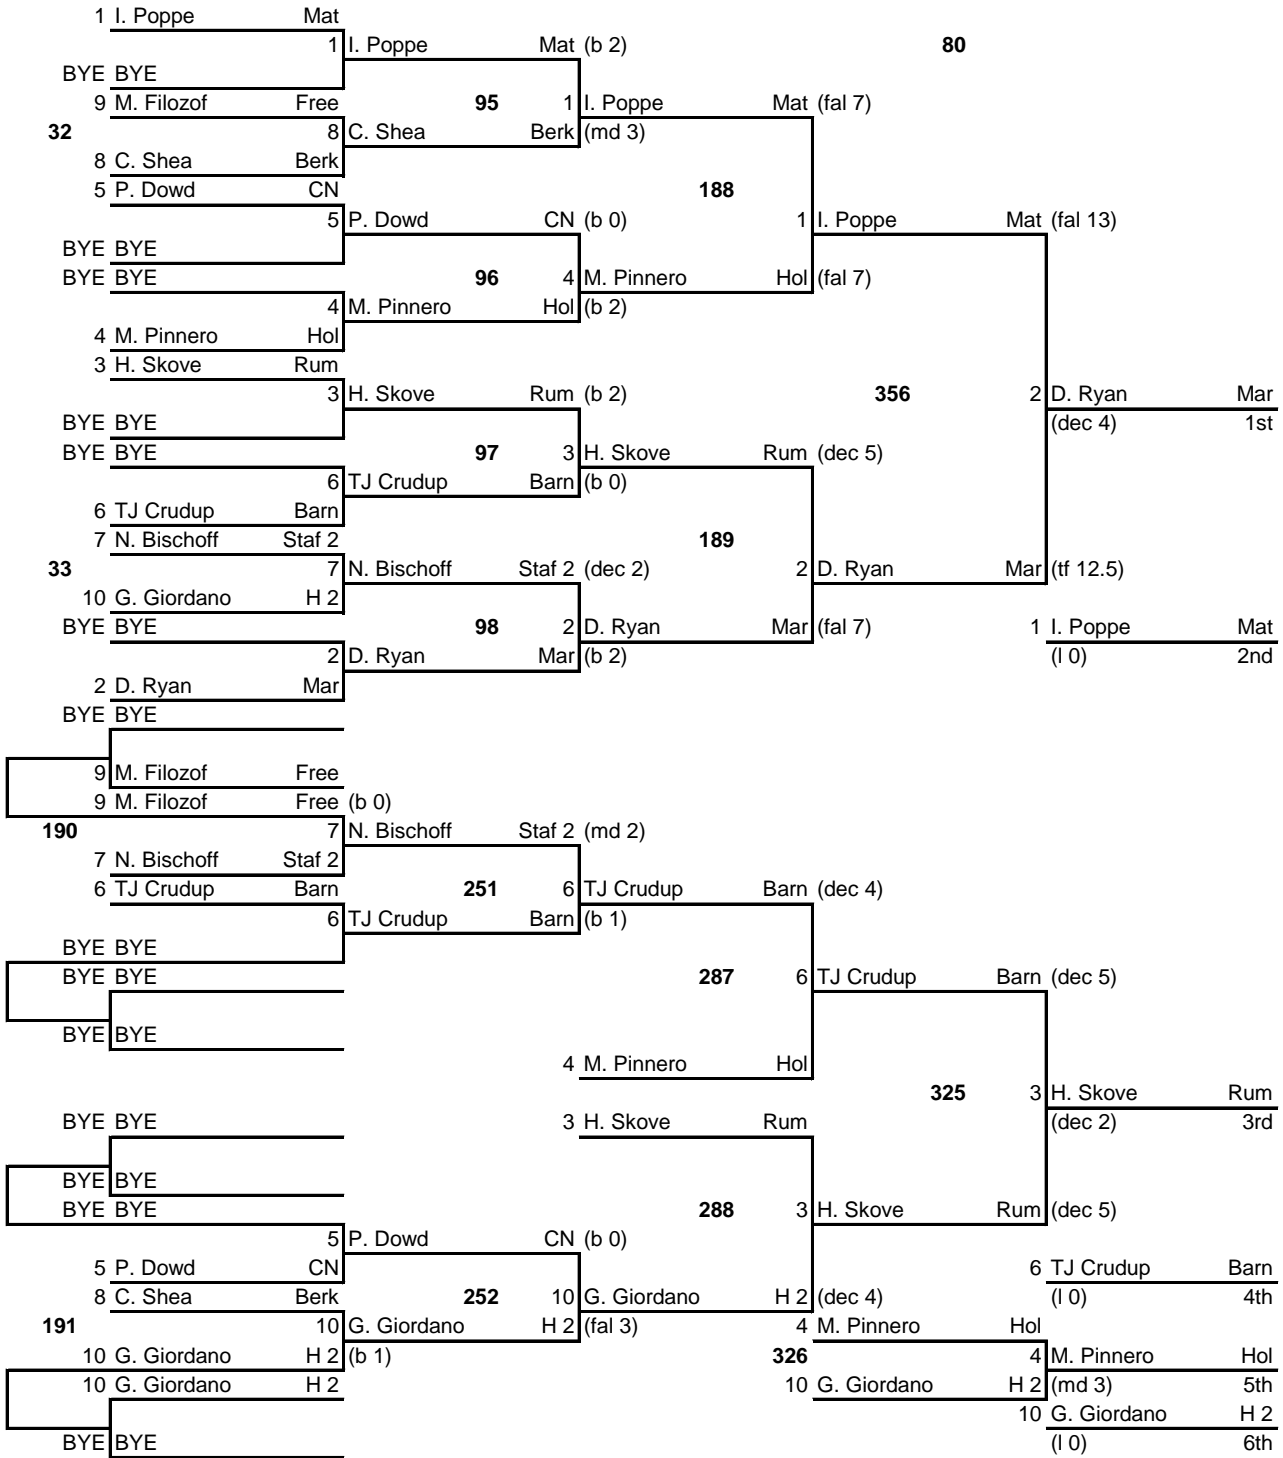 1 I. Poppe Mat
1 I. Poppe Mat (b 2) 80
BYE BYE
9 M. Filozof Free 95 1 I. Poppe Mat (fal 7)
32 8 C. Shea Berk (md 3)
8 C. Shea Berk
5 P. Dowd CN 188
5 P. Dowd CN (b 0) 1 I. Poppe Mat (fal 13)
BYE BYE
BYE BYE 96 4 M. Pinnero Hol (fal 7)
4 M. Pinnero Hol (b 2)
4 M. Pinnero Hol
3 H. Skove Rum
3 H. Skove Rum (b 2) 356 2 D. Ryan Mar
BYE BYE (dec 4) 1st
BYE BYE 97 3 H. Skove Rum (dec 5)
6 TJ Crudup Barn (b 0)
6 TJ Crudup Barn
7 N. Bischoff Staf 2 189
33 7 N. Bischoff Staf 2 (dec 2) 2 D. Ryan Mar (tf 12.5)
10 G. Giordano H 2
BYE BYE 98 2 D. Ryan Mar (fal 7) 1 I. Poppe Mat
2 D. Ryan Mar (b 2) (l 0) 2nd
2 D. Ryan Mar
BYE BYE
9 M. Filozof Free
9 M. Filozof Free (b 0)
190 7 N. Bischoff Staf 2 (md 2)
7 N. Bischoff Staf 2
6 TJ Crudup Barn 251 6 TJ Crudup Barn (dec 4)
6 TJ Crudup Barn (b 1)
BYE BYE
BYE BYE 287 6 TJ Crudup Barn (dec 5)
BYE BYE
4 M. Pinnero Hol
325 3 H. Skove Rum
BYE BYE 3 H. Skove Rum (dec 2) 3rd
BYE BYE
BYE BYE 288 3 H. Skove Rum (dec 5)
5 P. Dowd CN (b 0)
5 P. Dowd CN 6 TJ Crudup Barn
8 C. Shea Berk 252 10 G. Giordano H 2 (dec 4) (l 0) 4th
191 10 G. Giordano H 2 (fal 3) 4 M. Pinnero Hol
10 G. Giordano H 2 (b 1) 326 4 M. Pinnero Hol
10 G. Giordano H 2 10 G. Giordano H 2 (md 3) 5th
10 G. Giordano H 2
BYE BYE (l 0) 6th